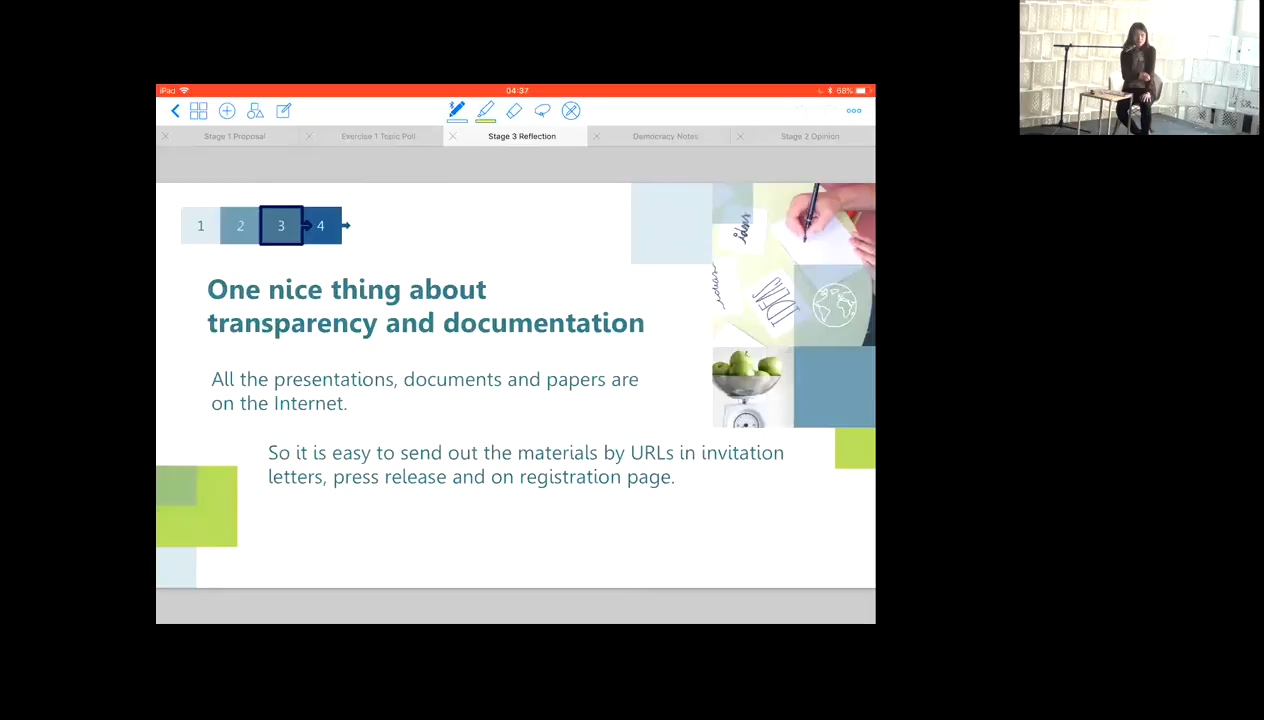 iPad
04:37
68%
Stage 1 Proposal
Exercise 1 Topic Poll
Stage 3 Reflection
Democracy Notes
Stage 2 Opinion
1 2 3 4
One nice thing about
transparency and documentation
All the presentations, documents and papers are
on the Internet.
So it is easy to send out the materials by URLs in invitation
letters, press release and on registration page.
ideas
ideas
IDEAS